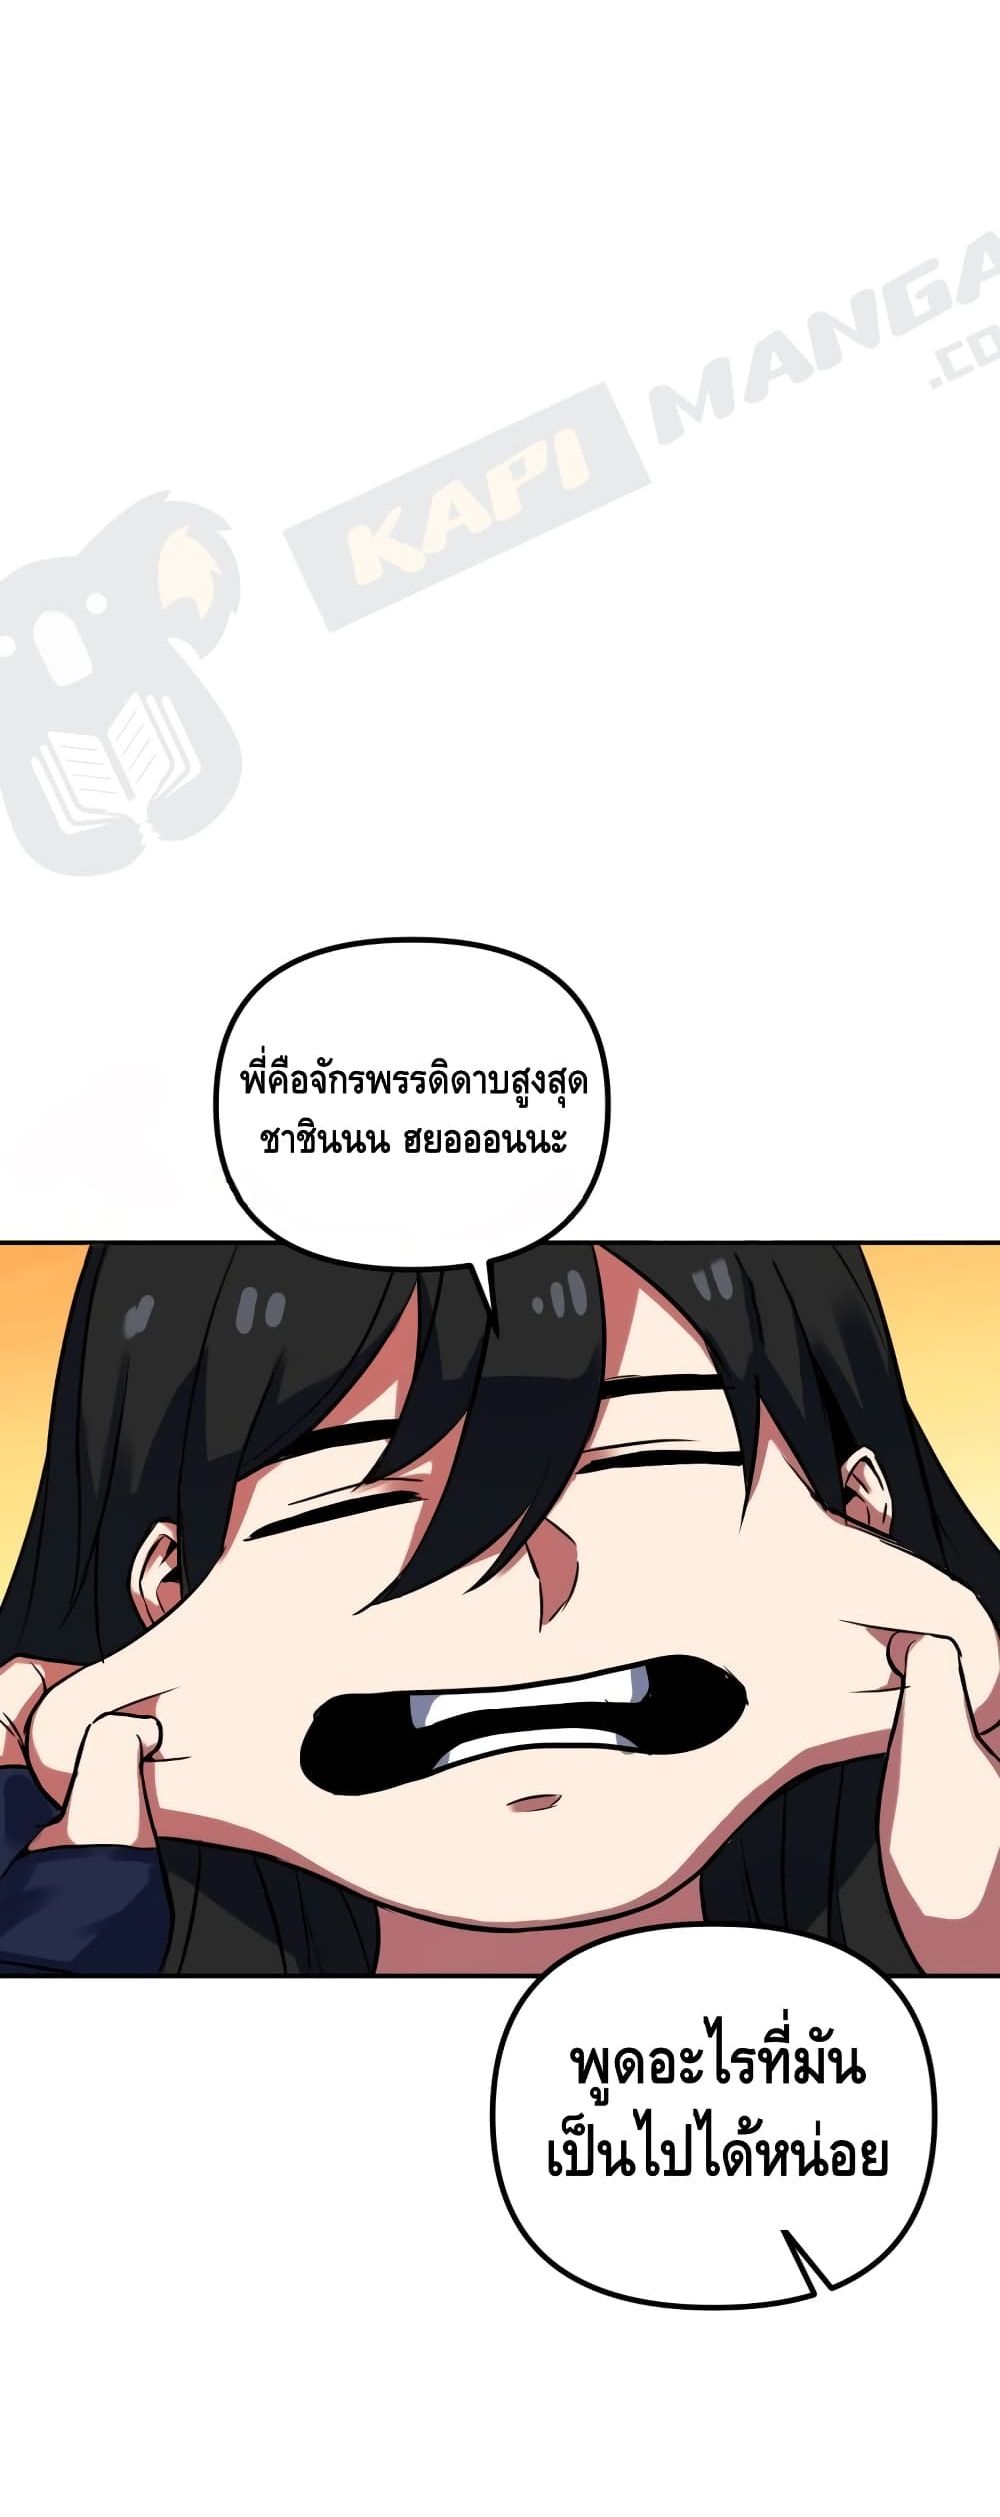 KAPI MANGA
.CO
พี่คือจักรพรรดิดาบสูงสุด
ชาชินนน ฮยอออนนะ
พูดอะไรที่มัน
เป็นไปได้หน่อย